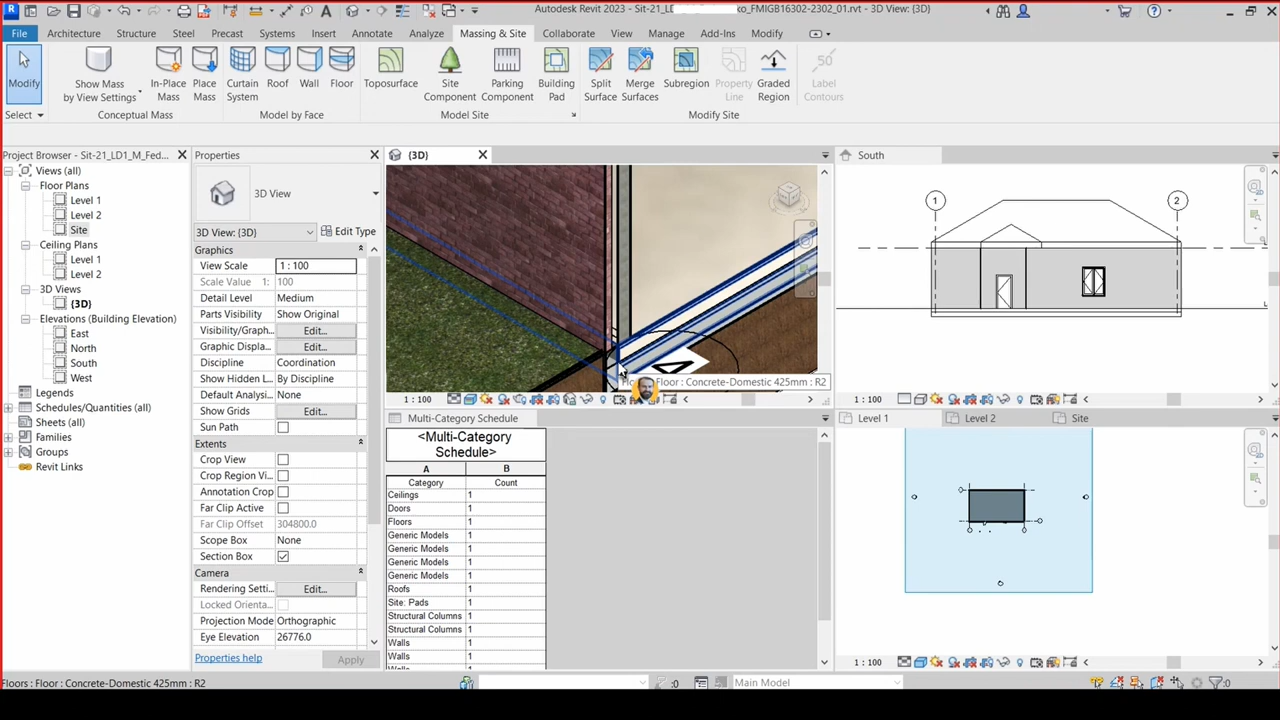 Autodesk Revit 2023 - Sit-21_LD
ko_FMIGB16302-2302_01.rvt - 3D View: {3D}
File Architecture Structure Steel Precast Systems Insert Annotate Analyze Massing & Site Collaborate View Manage Add-Ins Modify
Modify
Show Mass
by View Settings
In-Place
Mass
Place
Mass
Curtain
System
Roof
Wall
Floor
Toposurface
Site
Component
Parking
Component
Building
Pad
Split
Surface
Merge
Surfaces
Subregion
Property
Line
Graded
Region
Label
Contours
Select
Conceptual Mass
Model by Face
Model Site
Modify Site
Project Browser - Sit-21_LD1_M_Fed...
Views (all)
Floor Plans
Level 1
Level 2
Site
Ceiling Plans
Level 1
Level 2
3D Views
{3D}
Elevations (Building Elevation)
East
North
South
West
Legends
Schedules/Quantities (all)
Sheets (all)
Families
Groups
Revit Links
Properties
3D View
3D View: {3D}
Edit Type
Graphics
View Scale 1 : 100
Scale Value 1: 100
Detail Level Medium
Parts Visibility Show Original
Visibility/Graph... Edit...
Graphic Displa... Edit...
Discipline Coordination
Show Hidden L... By Discipline
Default Analysi... None
Show Grids Edit...
Sun Path
Extents
Crop View
Crop Region Vi...
Annotation Crop
Far Clip Active
Far Clip Offset 304800.0
Scope Box None
Section Box
Camera
Rendering Setti... Edit...
Locked Orienta...
Projection Mode Orthographic
Eye Elevation 26776.0
Properties help
Apply
{3D}
Floor : Concrete-Domestic 425mm : R2
1 : 100
South
1
2
1 : 100
Multi-Category Schedule
<Multi-Category
Schedule>
A B
Category Count
Ceilings 1
Doors 1
Floors 1
Generic Models 1
Generic Models 1
Generic Models 1
Generic Models 1
Roofs 1
Site: Pads 1
Structural Columns 1
Structural Columns 1
Walls 1
Walls 1
Level 1
Level 2
Site
1 : 100
Floors : Floor : Concrete-Domestic 425mm : R2
:0
Main Model
:0